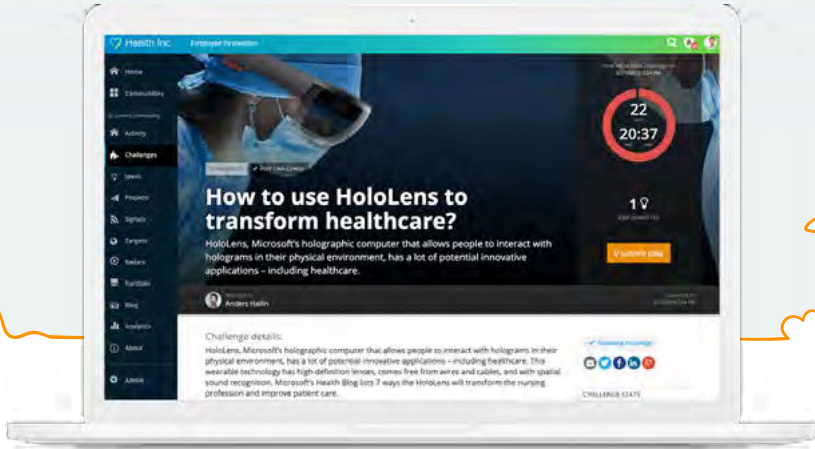 Health Inc
Employee Innovation
Home
Communities
Activity
Challenges
Ideas
Projects
Signals
Targets
Radars
Portfolio
Blog
Analytics
About
Admin
22
20:37
1
How to use HoloLens to
transform healthcare?
HoloLens, Microsoft's holographic computer that allows people to interact with
holograms in their physical environment, has a lot of potential innovative
applications – including healthcare.
Anders Hallin
Challenge details:
HoloLens, Microsoft's holographic computer that allows people to interact with holograms in their
physical environment, has a lot of potential innovative applications – including healthcare. This
wearable technology has high-definition lenses, comes free from wires and cables, and with spatial
sound recognition. Microsoft's Health Blog lists 7 ways the HoloLens will transform the nursing
profession and improve patient care.
CHALLENGE STATE